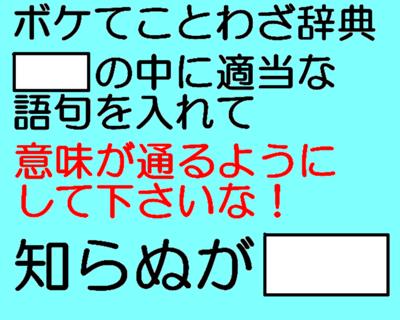 ボケてことわざ辞典
の中に適当な
語句を入れて
意味が通るように
して下さいな！
知らぬが